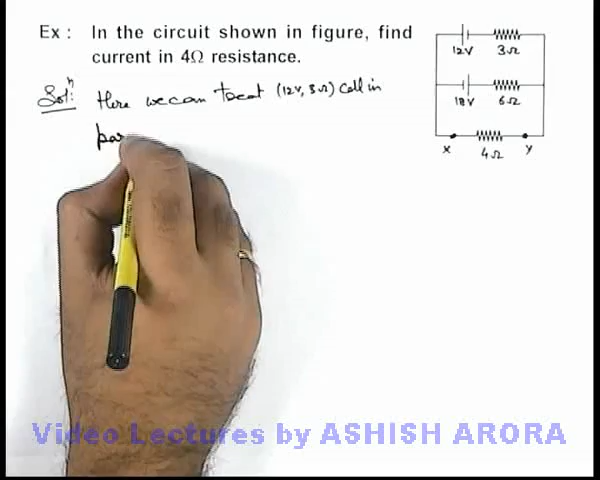 Ex : In the circuit shown in figure, find
current in 4Ω resistance.
Solⁿ: Here we can treat (12V, 3Ω) cell in
par
12V 3Ω
18V 6Ω
x 4Ω y
Video Lectures by ASHISH ARORA